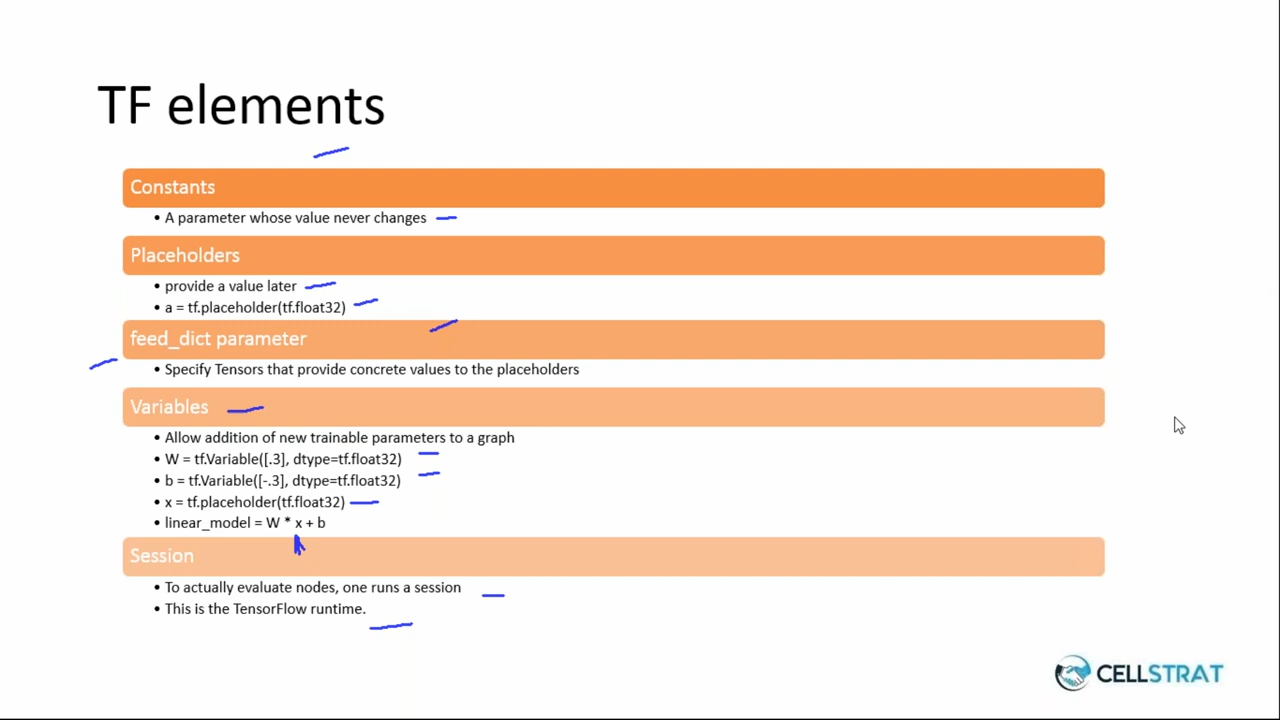 TF elements
Constants
• A parameter whose value never changes
Placeholders
• provide a value later
• a = tf.placeholder(tf.float32)
feed_dict parameter
• Specify Tensors that provide concrete values to the placeholders
Variables
• Allow addition of new trainable parameters to a graph
• W = tf.Variable([.3], dtype=tf.float32)
• b = tf.Variable([-.3], dtype=tf.float32)
• x = tf.placeholder(tf.float32)
• linear_model = W * x + b
Session
• To actually evaluate nodes, one runs a session
• This is the TensorFlow runtime.
CELLSTRAT